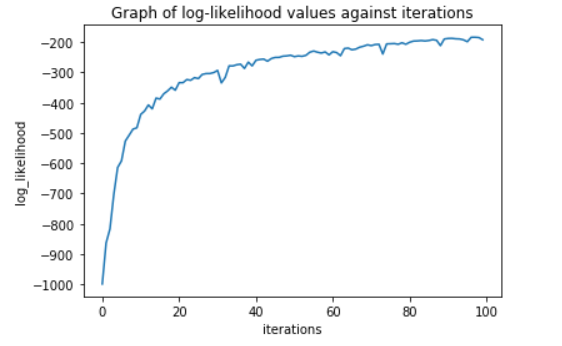 Graph of log-likelihood values against iterations
−200
−300
−400
−500
−600
−700
−800
−900
−1000
log_likelihood
0 20 40 60 80 100
iterations